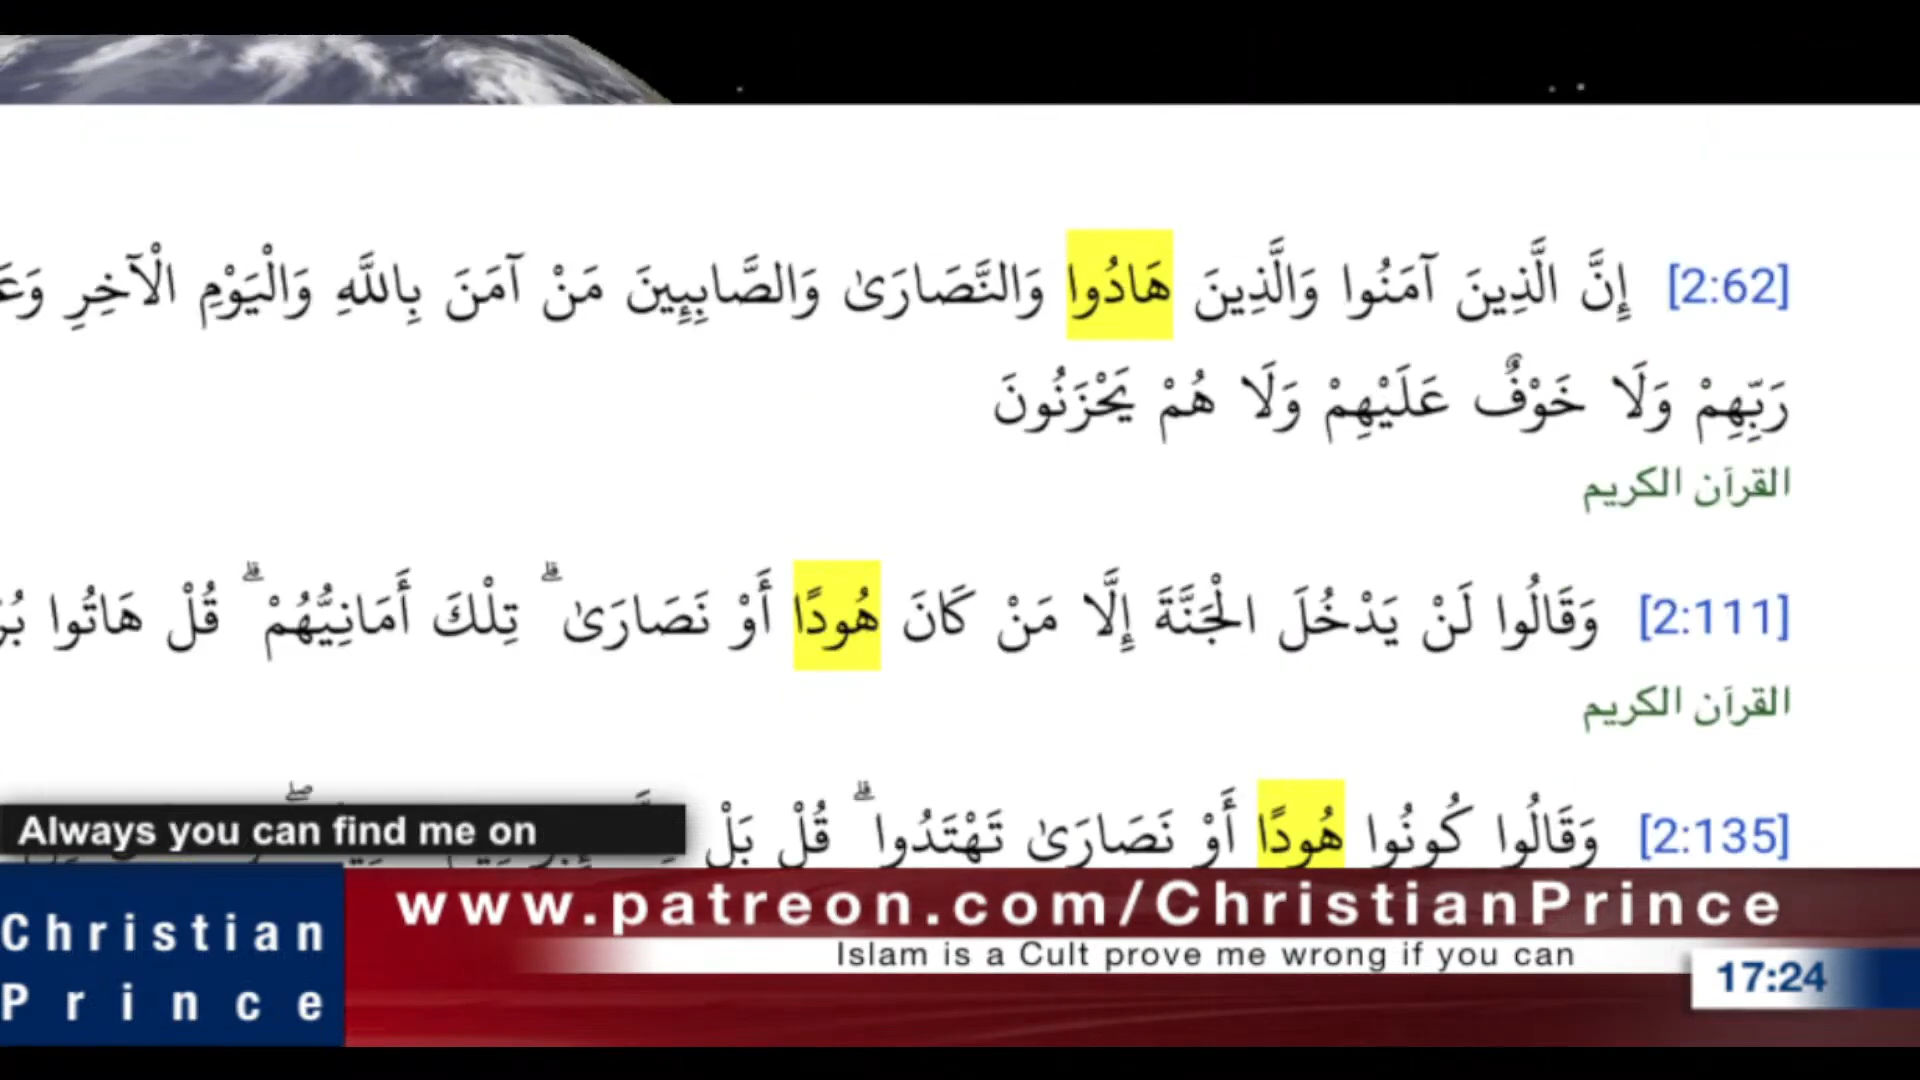 [2:62] إِنَّ الَّذِينَ آمَنُوا وَالَّذِينَ هَادُوا وَالنَّصَارَىٰ وَالصَّابِئِينَ مَنْ آمَنَ بِاللَّهِ وَالْيَوْمِ الْآخِرِ
رَبِّهِمْ وَلَا خَوْفٌ عَلَيْهِمْ وَلَا هُمْ يَحْزَنُونَ
القرآن الكريم
[2:111] وَقَالُوا لَنْ يَدْخُلَ الْجَنَّةَ إِلَّا مَنْ كَانَ هُودًا أَوْ نَصَارَىٰ ۗ تِلْكَ أَمَانِيُّهُمْ ۗ قُلْ هَاتُوا
القرآن الكريم
[2:135] وَقَالُوا كُونُوا هُودًا أَوْ نَصَارَىٰ تَهْتَدُوا ۗ قُلْ بَلْ
Always you can find me on
www.patreon.com/ChristianPrince
Islam is a Cult prove me wrong if you can
Christian
Prince
17:24